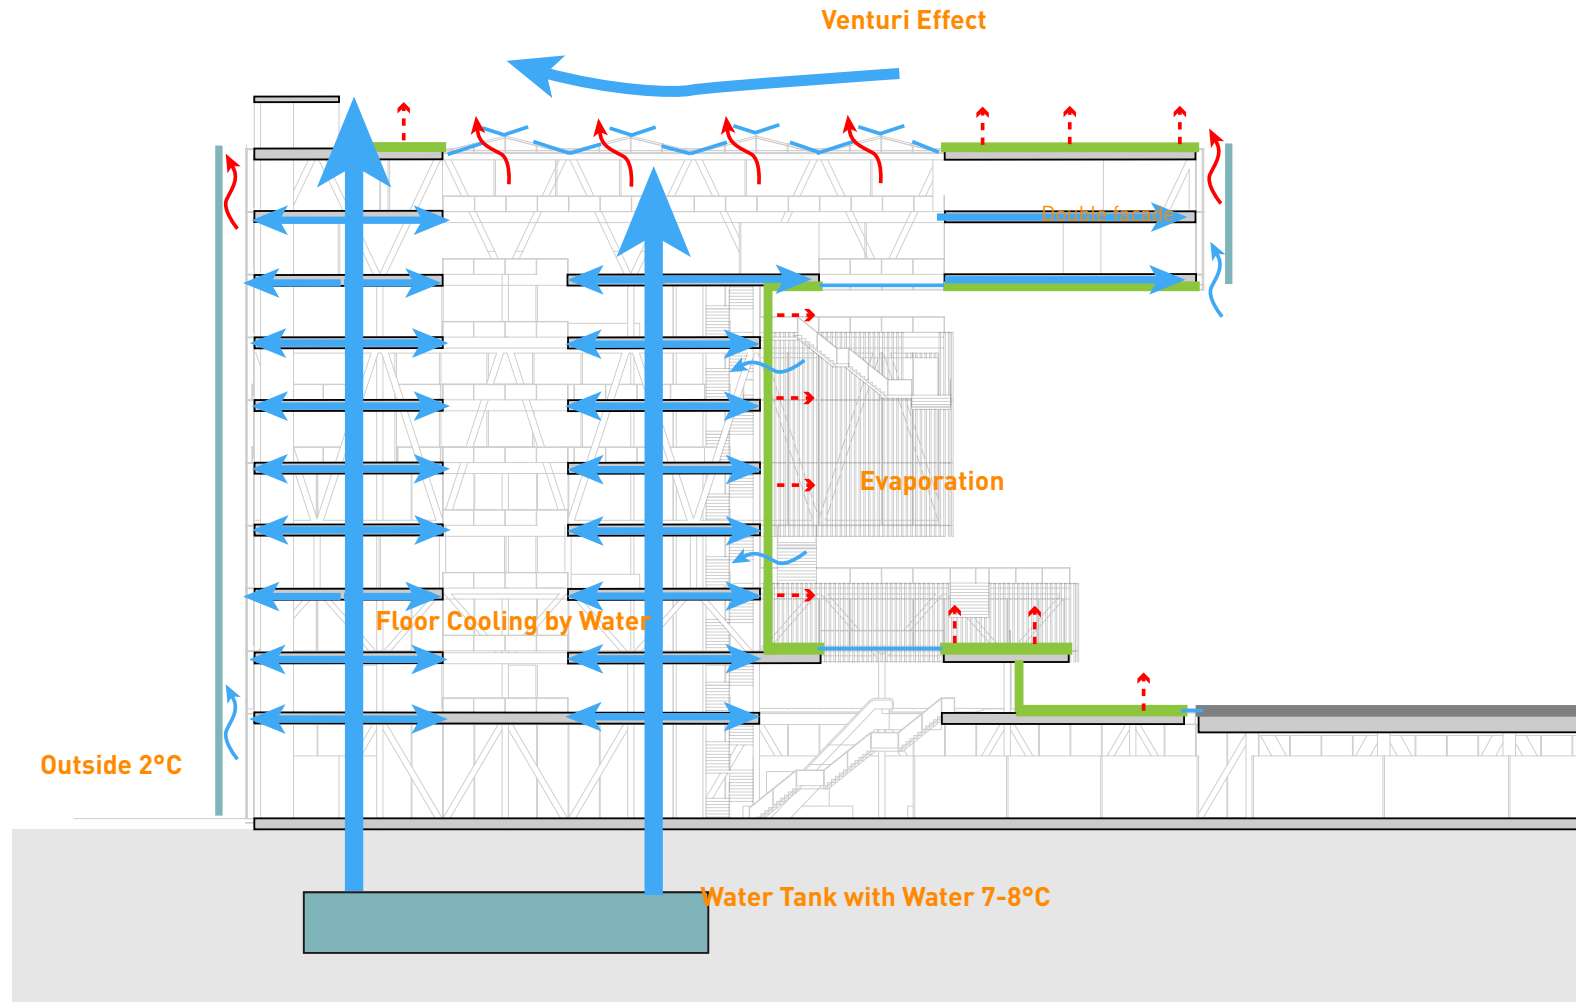 Venturi Effect
Double facade
Evaporation
Floor Cooling by Water
Outside 2°C
Water Tank with Water 7-8°C